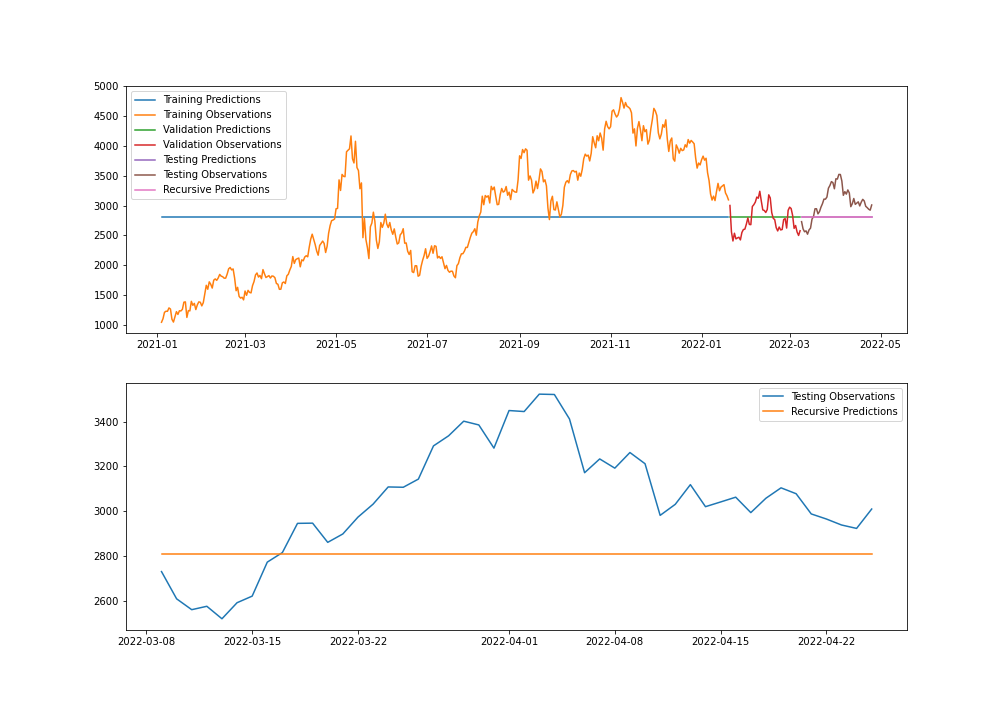 5000
4500
4000
3500
3000
2500
2000
1500
1000
Training Predictions
Training Observations
Validation Predictions
Validation Observations
Testing Predictions
Testing Observations
Recursive Predictions
2021-01 2021-03 2021-05 2021-07 2021-09 2021-11 2022-01 2022-03 2022-05
3400
3200
3000
2800
2600
Testing Observations
Recursive Predictions
2022-03-08 2022-03-15 2022-03-22 2022-04-01 2022-04-08 2022-04-15 2022-04-22